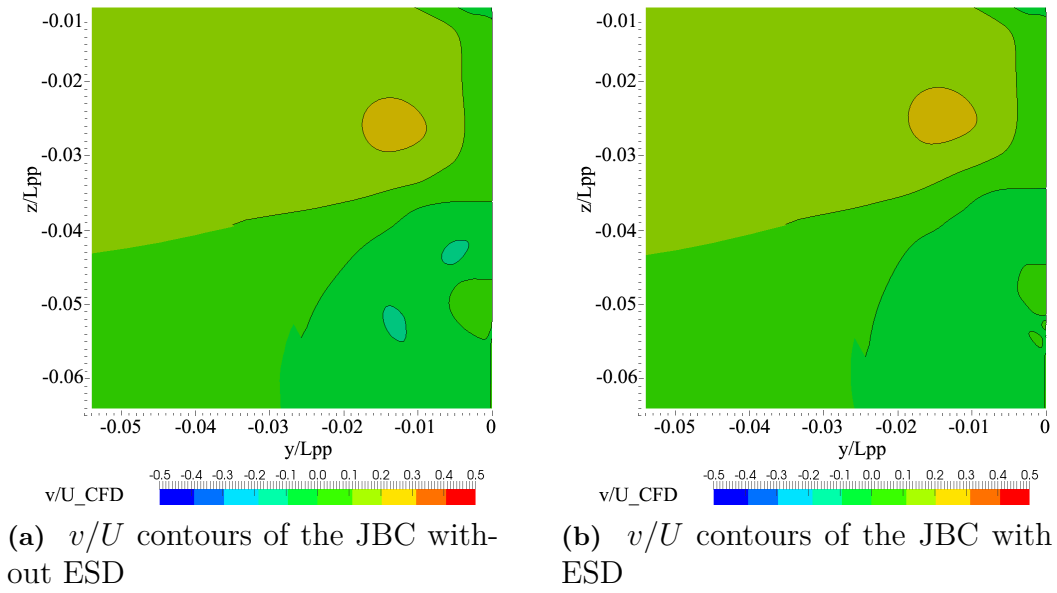 -0.01
-0.02
-0.03
-0.04
-0.05
-0.06
z/Lpp
-0.05 -0.04 -0.03 -0.02 -0.01 0
y/Lpp
v/U_CFD
-0.5 -0.4 -0.3 -0.2 -0.1 0.0 0.1 0.2 0.3 0.4 0.5
(a) v/U contours of the JBC with-
out ESD
-0.01
-0.02
-0.03
-0.04
-0.05
-0.06
z/Lpp
-0.05 -0.04 -0.03 -0.02 -0.01 0
y/Lpp
v/U_CFD
-0.5 -0.4 -0.3 -0.2 -0.1 0.0 0.1 0.2 0.3 0.4 0.5
(b) v/U contours of the JBC with
ESD